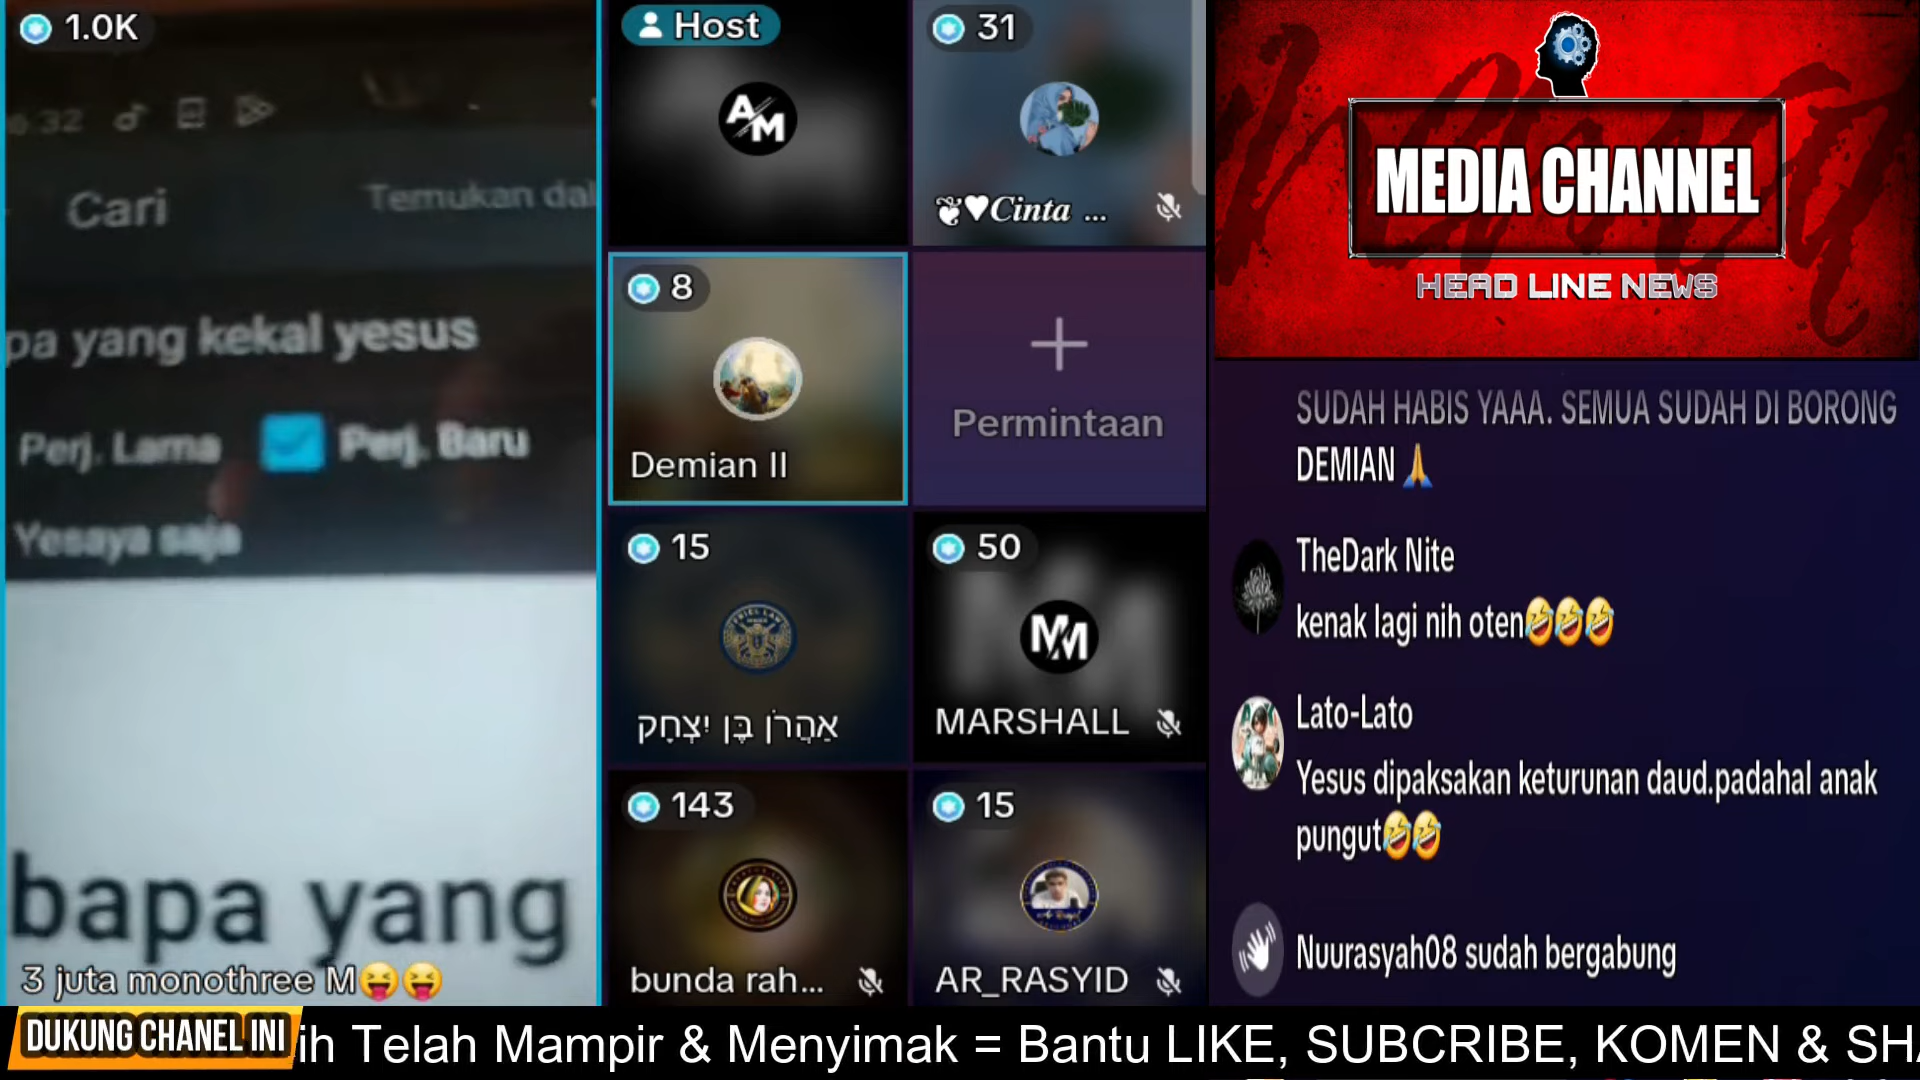 1.0K
Cari
Temukan dal
pa yang kekal yesus
Perj. Lama
Perj. Baru
Yesaya saja
bapa yang
3 juta monothree M😝😝
Host
AM
31
❦♥Cinta ...
8
Demian II
Permintaan
15
אַהֲרֹן בֶּן יִצְחָק
50
MM
MARSHALL
143
bunda rah...
15
AR_RASYID
MEDIA CHANNEL
HEAD LINE NEWS
SUDAH HABIS YAAA. SEMUA SUDAH DI BORONG
DEMIAN🙏
TheDark Nite
kenak lagi nih oten🤣🤣🤣
Lato-Lato
Yesus dipaksakan keturunan daud.padahal anak
pungut🤣🤣
Nuurasyah08 sudah bergabung
DUKUNG CHANEL INI
ih Telah Mampir & Menyimak = Bantu LIKE, SUBCRIBE, KOMEN & SHA